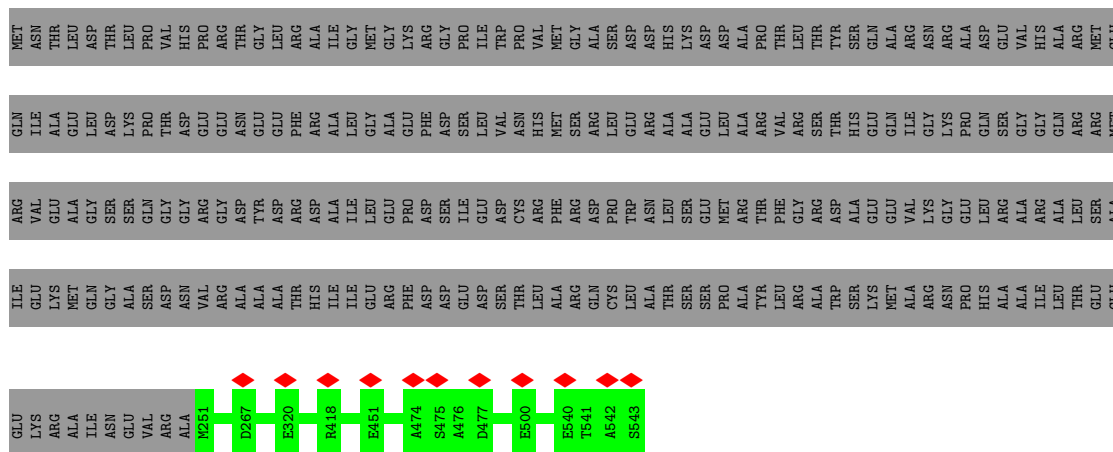 MET ASN THR LEU ASP THR LEU PRO VAL HIS PRO ARG THR GLY LEU ARG ALA ILE GLY MET GLY LYS ARG GLY PRO ILE TRP PRO VAL MET GLY ALA SER ASP ASP HIS LYS ASP ASP ALA PRO THR LEU THR TYR SER GLN ALA ARG ASN ARG ALA ASP GLU VAL HIS ALA ARG MET GLU
GLN ILE ALA GLU LEU ASP LYS PRO THR ASP GLU GLU ASN GLU GLU PHE ARG ALA LEU GLY ALA GLU PHE ASP SER LEU VAL ASN HIS MET SER ARG LEU GLU ARG ALA ALA GLU LEU ALA ARG VAL ARG SER THR HIS GLU GLN ILE GLY LYS PRO GLN SER GLY GLY GLN ARG ARG MET
ARG VAL GLU ALA GLY SER SER GLN GLY GLY ARG GLY ASP TYR ASP ARG ASP ALA ILE LEU GLU PRO ASP SER ILE GLU ASP CYS ARG PHE ARG ASP PRO TRP ASN LEU SER GLU MET ARG THR PHE GLY ARG ASP ALA GLU GLU VAL LYS GLY GLU LEU ARG ALA ARG ALA LEU SER ALA
ILE GLU LYS MET GLN GLY ALA SER ASP ASN VAL ARG ALA ALA ALA THR HIS ILE ILE GLU ARG PHE ASP ASP GLU ASP SER THR LEU ALA ARG GLN CYS LEU ALA THR SER SER PRO ALA TYR LEU ARG ALA TRP SER LYS MET ALA ARG ASN PRO HIS ALA ALA ILE LEU THR GLU GLU
GLU LYS ARG ALA ILE ASN GLU VAL ARG ALA M251 D267 E320 R418 E451 A474 S475 A476 D477 E500 E540 T541 A542 S543